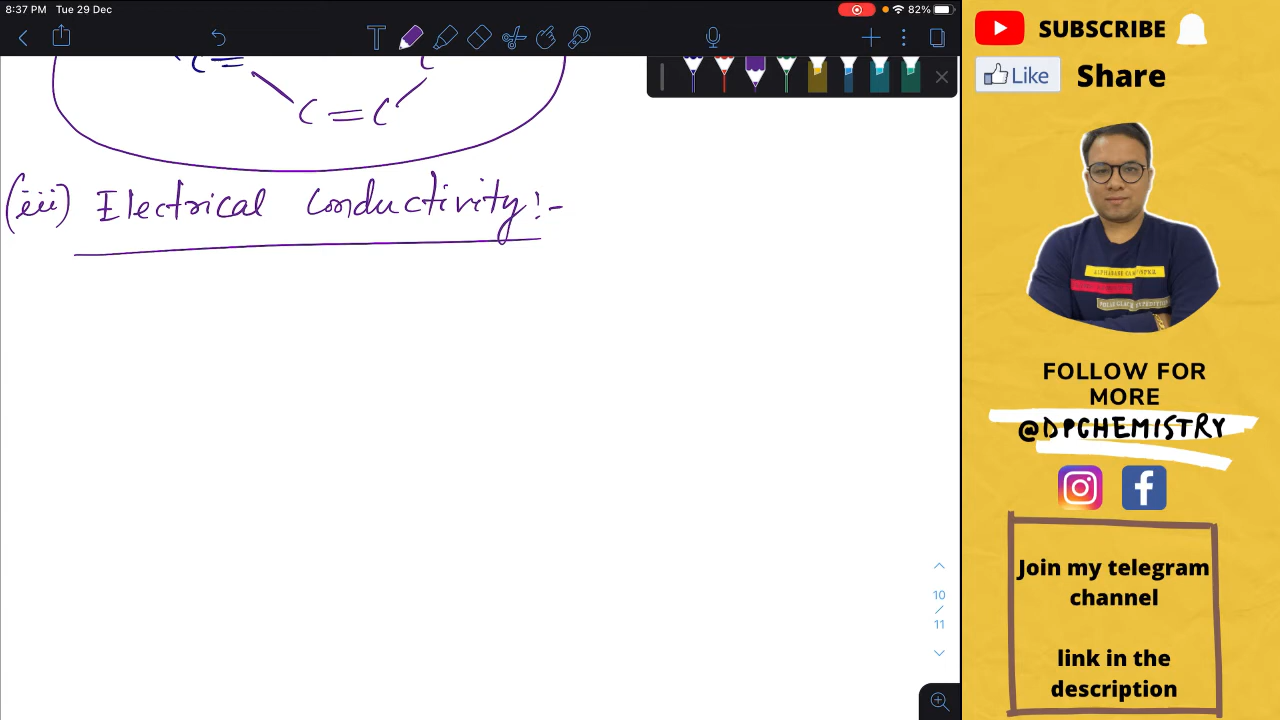 8:37 PM Tue 29 Dec
82%
T
C =
C
C = C
(iii) Electrical Conductivity :-
10
/
11
SUBSCRIBE
Like
Share
FOLLOW FOR
MORE
@DPCHEMISTRY
Join my telegram
channel
link in the
description